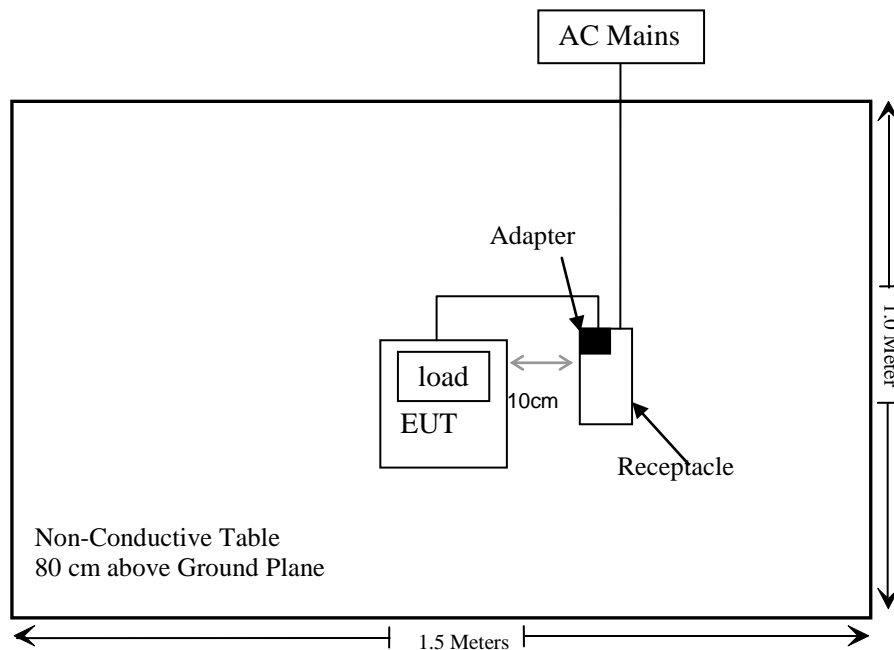 AC Mains
Adapter
load
10cm
EUT
Receptacle
1.0 Meter
Non-Conductive Table
80 cm above Ground Plane
1.5 Meters